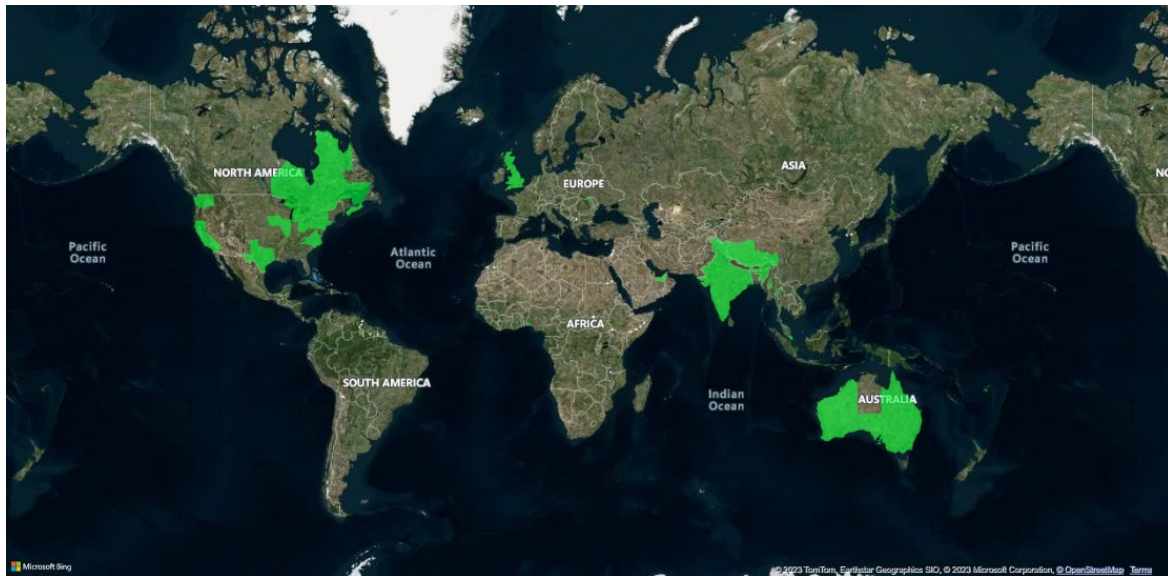 NORTH AMERICA
EUROPE
ASIA
NO
Pacific
Ocean
Atlantic
Ocean
Pacific
Ocean
AFRICA
SOUTH AMERICA
Indian
Ocean
AUSTRALIA
Microsoft Bing
© 2023 TomTom, Earthstar Geographics SIO, © 2023 Microsoft Corporation, © OpenStreetMap Terms